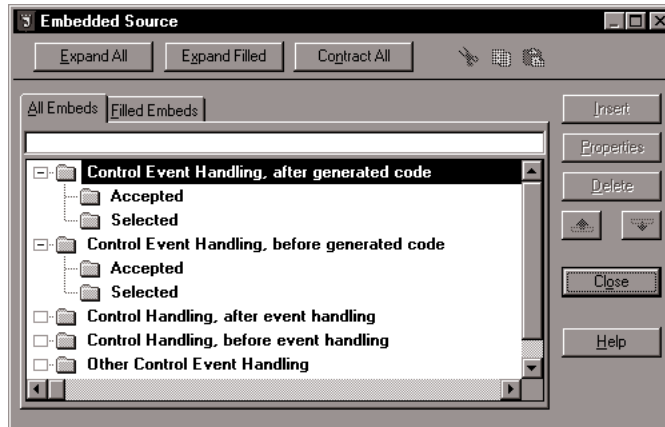 Embedded Source
Expand All
Expand Filled
Contract All
All Embeds
Filled Embeds
Insert
Properties
Delete
Close
Help
Control Event Handling, after generated code
Accepted
Selected
Control Event Handling, before generated code
Accepted
Selected
Control Handling, after event handling
Control Handling, before event handling
Other Control Event Handling